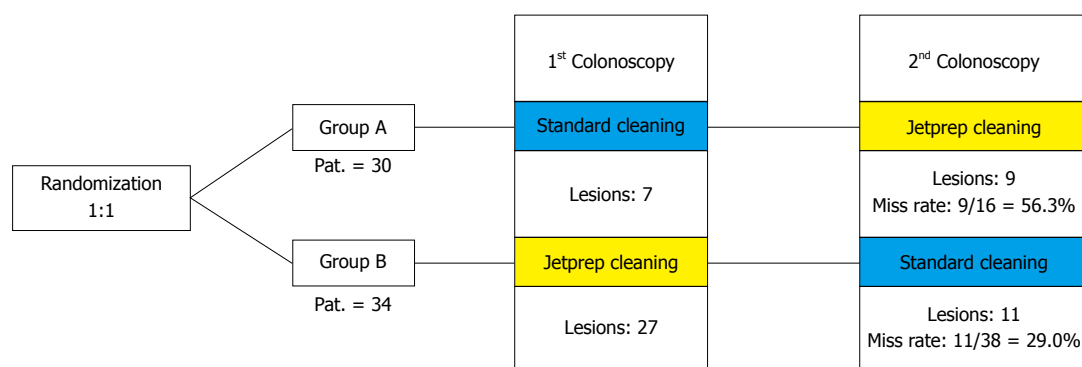 1st Colonoscopy
2nd Colonoscopy
Group A
Standard cleaning
Jetprep cleaning
Pat. = 30
Randomization
1:1
Lesions: 7
Lesions: 9
Miss rate: 9/16 = 56.3%
Group B
Jetprep cleaning
Standard cleaning
Pat. = 34
Lesions: 27
Lesions: 11
Miss rate: 11/38 = 29.0%